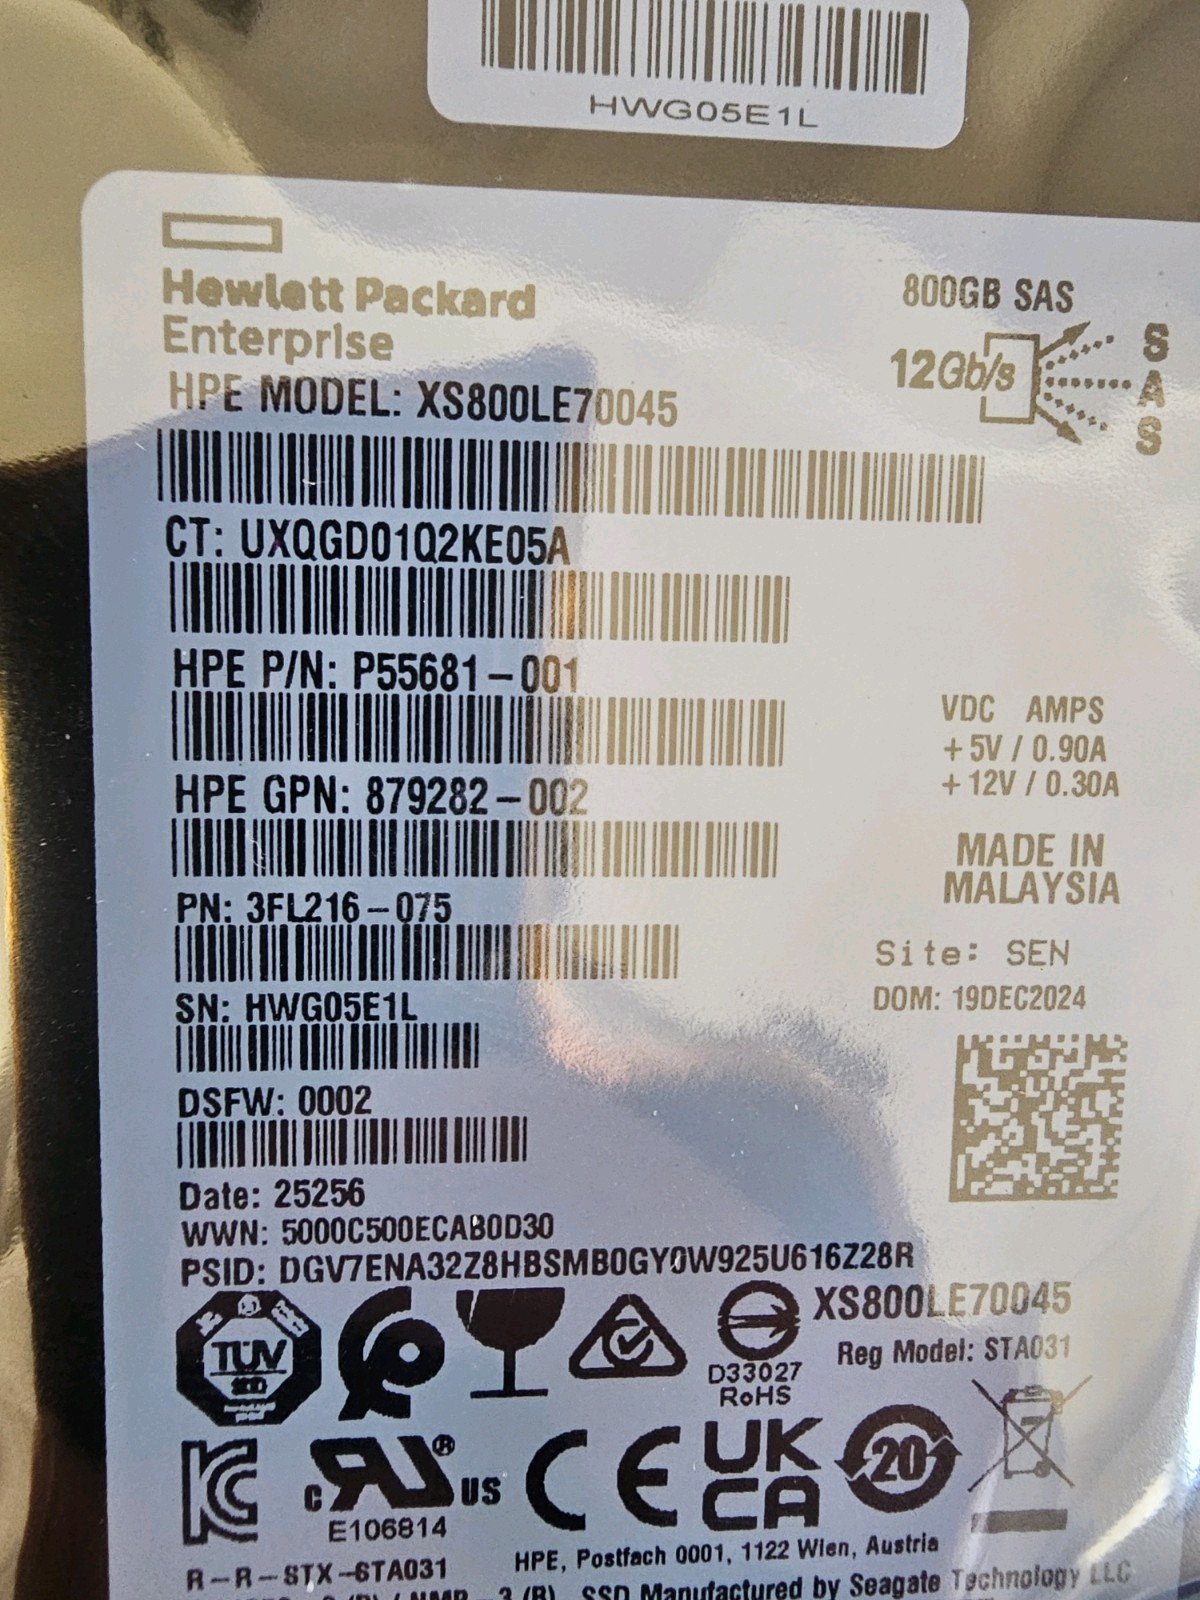 HWG05E1L
Hewlett Packard
Enterprise
HPE MODEL: XS800LE70045
800GB SAS
12Gb/s
SAS
CT: UXQGD01Q2KE05A
HPE P/N: P55681-001
HPE GPN: 879282-002
VDC AMPS
+5V / 0.90A
+12V / 0.30A
MADE IN
MALAYSIA
PN: 3FL216-075
SN: HWG05E1L
Site: SEN
DOM: 19DEC2024
DSFW: 0002
Date: 25256
WWN: 5000C500ECAB0D30
PSID: DGV7ENA32Z8HBSMB0GY0W925U616Z28R
XS800LE70045
Reg Model: STA031
TÜV
D33027
RoHS
c US
E106814
CE
UK
CA
20
R-R-STX-STA031
HPE, Postfach 0001, 1122 Wien, Austria
SSD Manufactured by Seagate Technology LLC